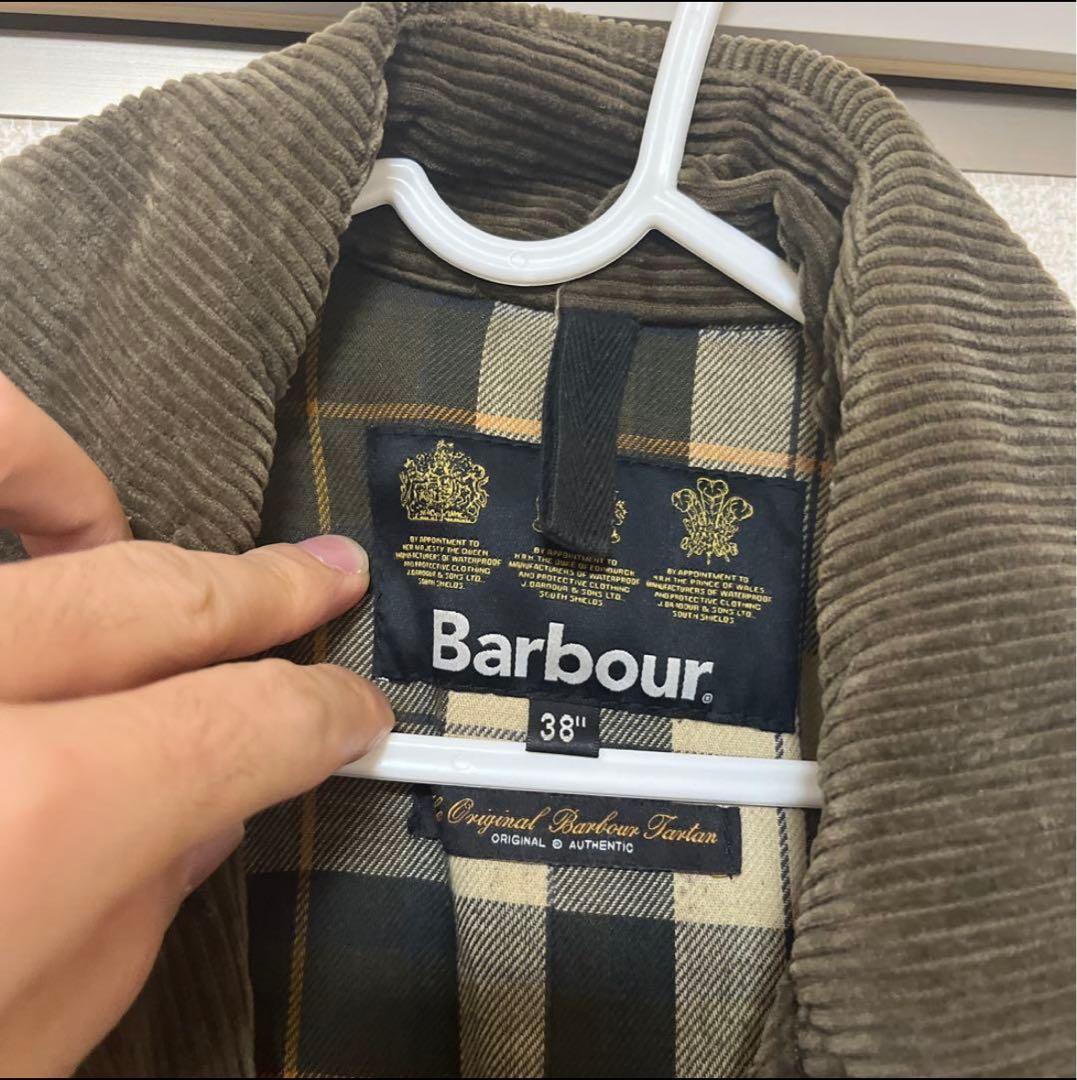 BY APPOINTMENT TO
HER MAJESTY THE QUEEN
MANUFACTURERS OF WATERPROOF
AND PROTECTIVE CLOTHING
J. BARBOUR & SONS LTD.
SOUTH SHIELDS
BY APPOINTMENT TO
H.R.H. THE DUKE OF EDINBURGH
MANUFACTURERS OF WATERPROOF
AND PROTECTIVE CLOTHING
J. BARBOUR & SONS LTD.
SOUTH SHIELDS
BY APPOINTMENT TO
H.R.H. THE PRINCE OF WALES
MANUFACTURERS OF WATERPROOF
AND PROTECTIVE CLOTHING
J. BARBOUR & SONS LTD.
SOUTH SHIELDS
Barbour®
38"
Original Barbour Tartan
ORIGINAL © AUTHENTIC